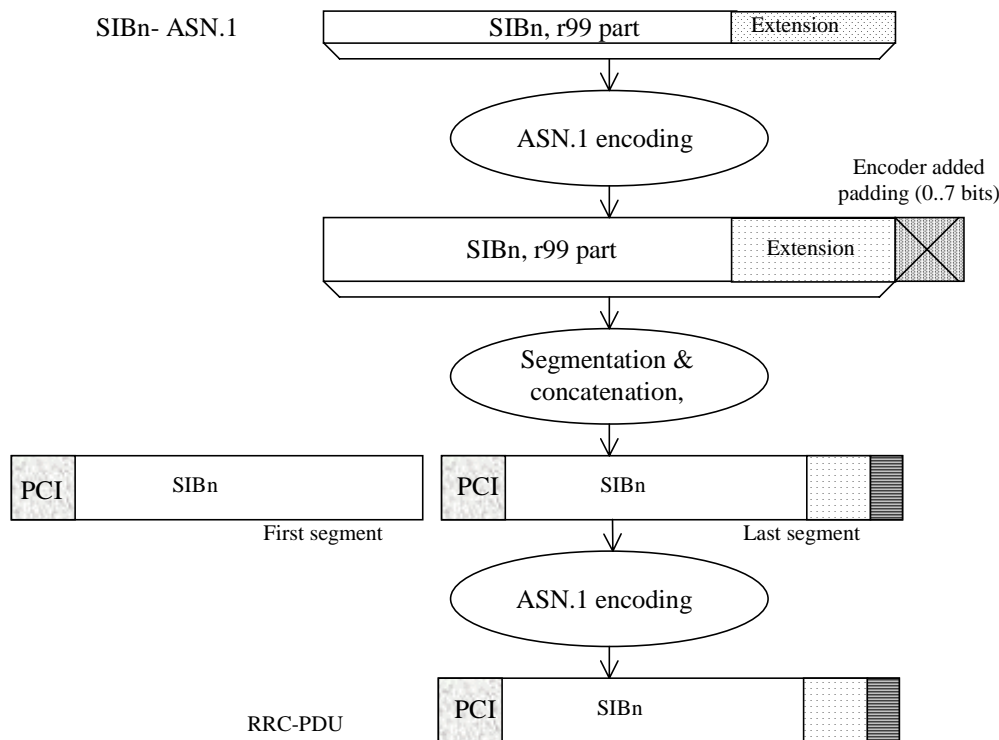 SIBn- ASN.1
SIBn, r99 part
Extension
ASN.1 encoding
Encoder added
padding (0..7 bits)
SIBn, r99 part
Extension
Segmentation &
concatenation,
PCI
SIBn
PCI
SIBn
First segment
Last segment
ASN.1 encoding
PCI
SIBn
RRC-PDU